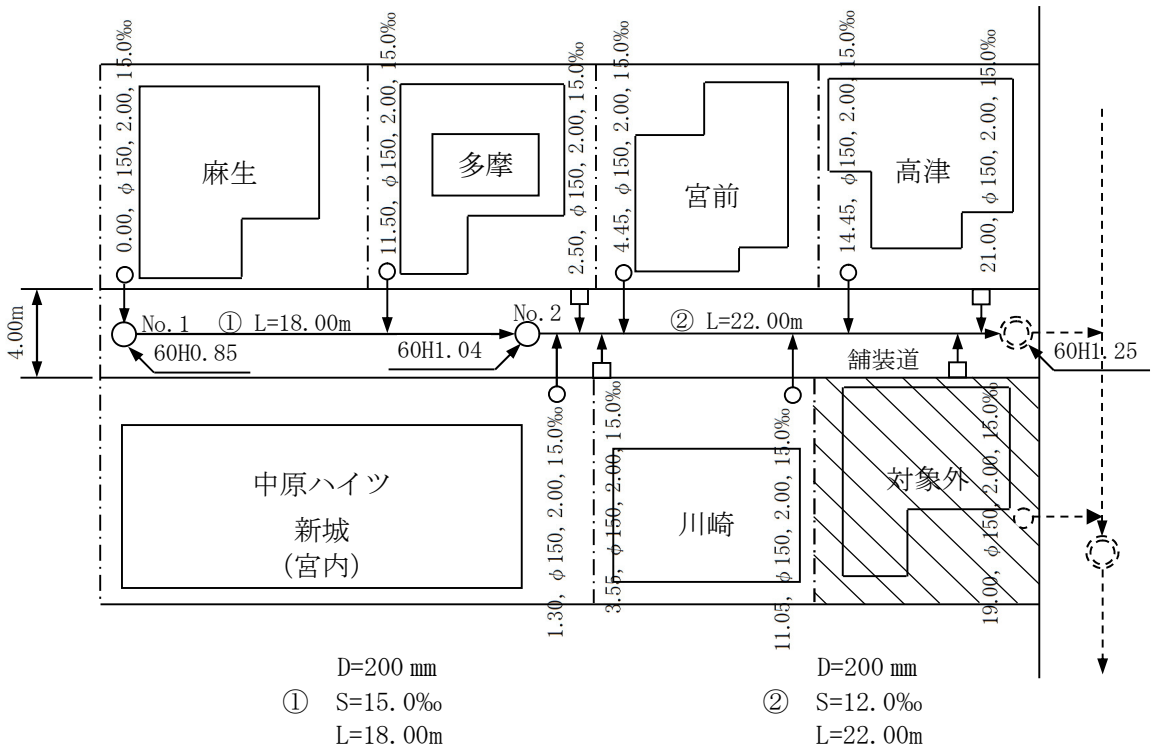 0.00, φ150, 2.00, 15.0‰
11.50, φ150, 2.00, 15.0‰
2.50, φ150, 2.00, 15.0‰
4.45, φ150, 2.00, 15.0‰
14.45, φ150, 2.00, 15.0‰
21.00, φ150, 2.00, 15.0‰
麻生
多摩
宮前
高津
4.00m
No.1
① L=18.00m
No.2
② L=22.00m
60H0.85
60H1.04
舗装道
60H1.25
中原ハイツ
新城
(宮内)
川崎
対象外
1.30, φ150, 2.00, 15.0‰
3.55, φ150, 2.00, 15.0‰
11.05, φ150, 2.00, 15.0‰
19.00, φ150, 2.00, 15.0‰
D=200 mm
① S=15.0‰
L=18.00m
D=200 mm
② S=12.0‰
L=22.00m